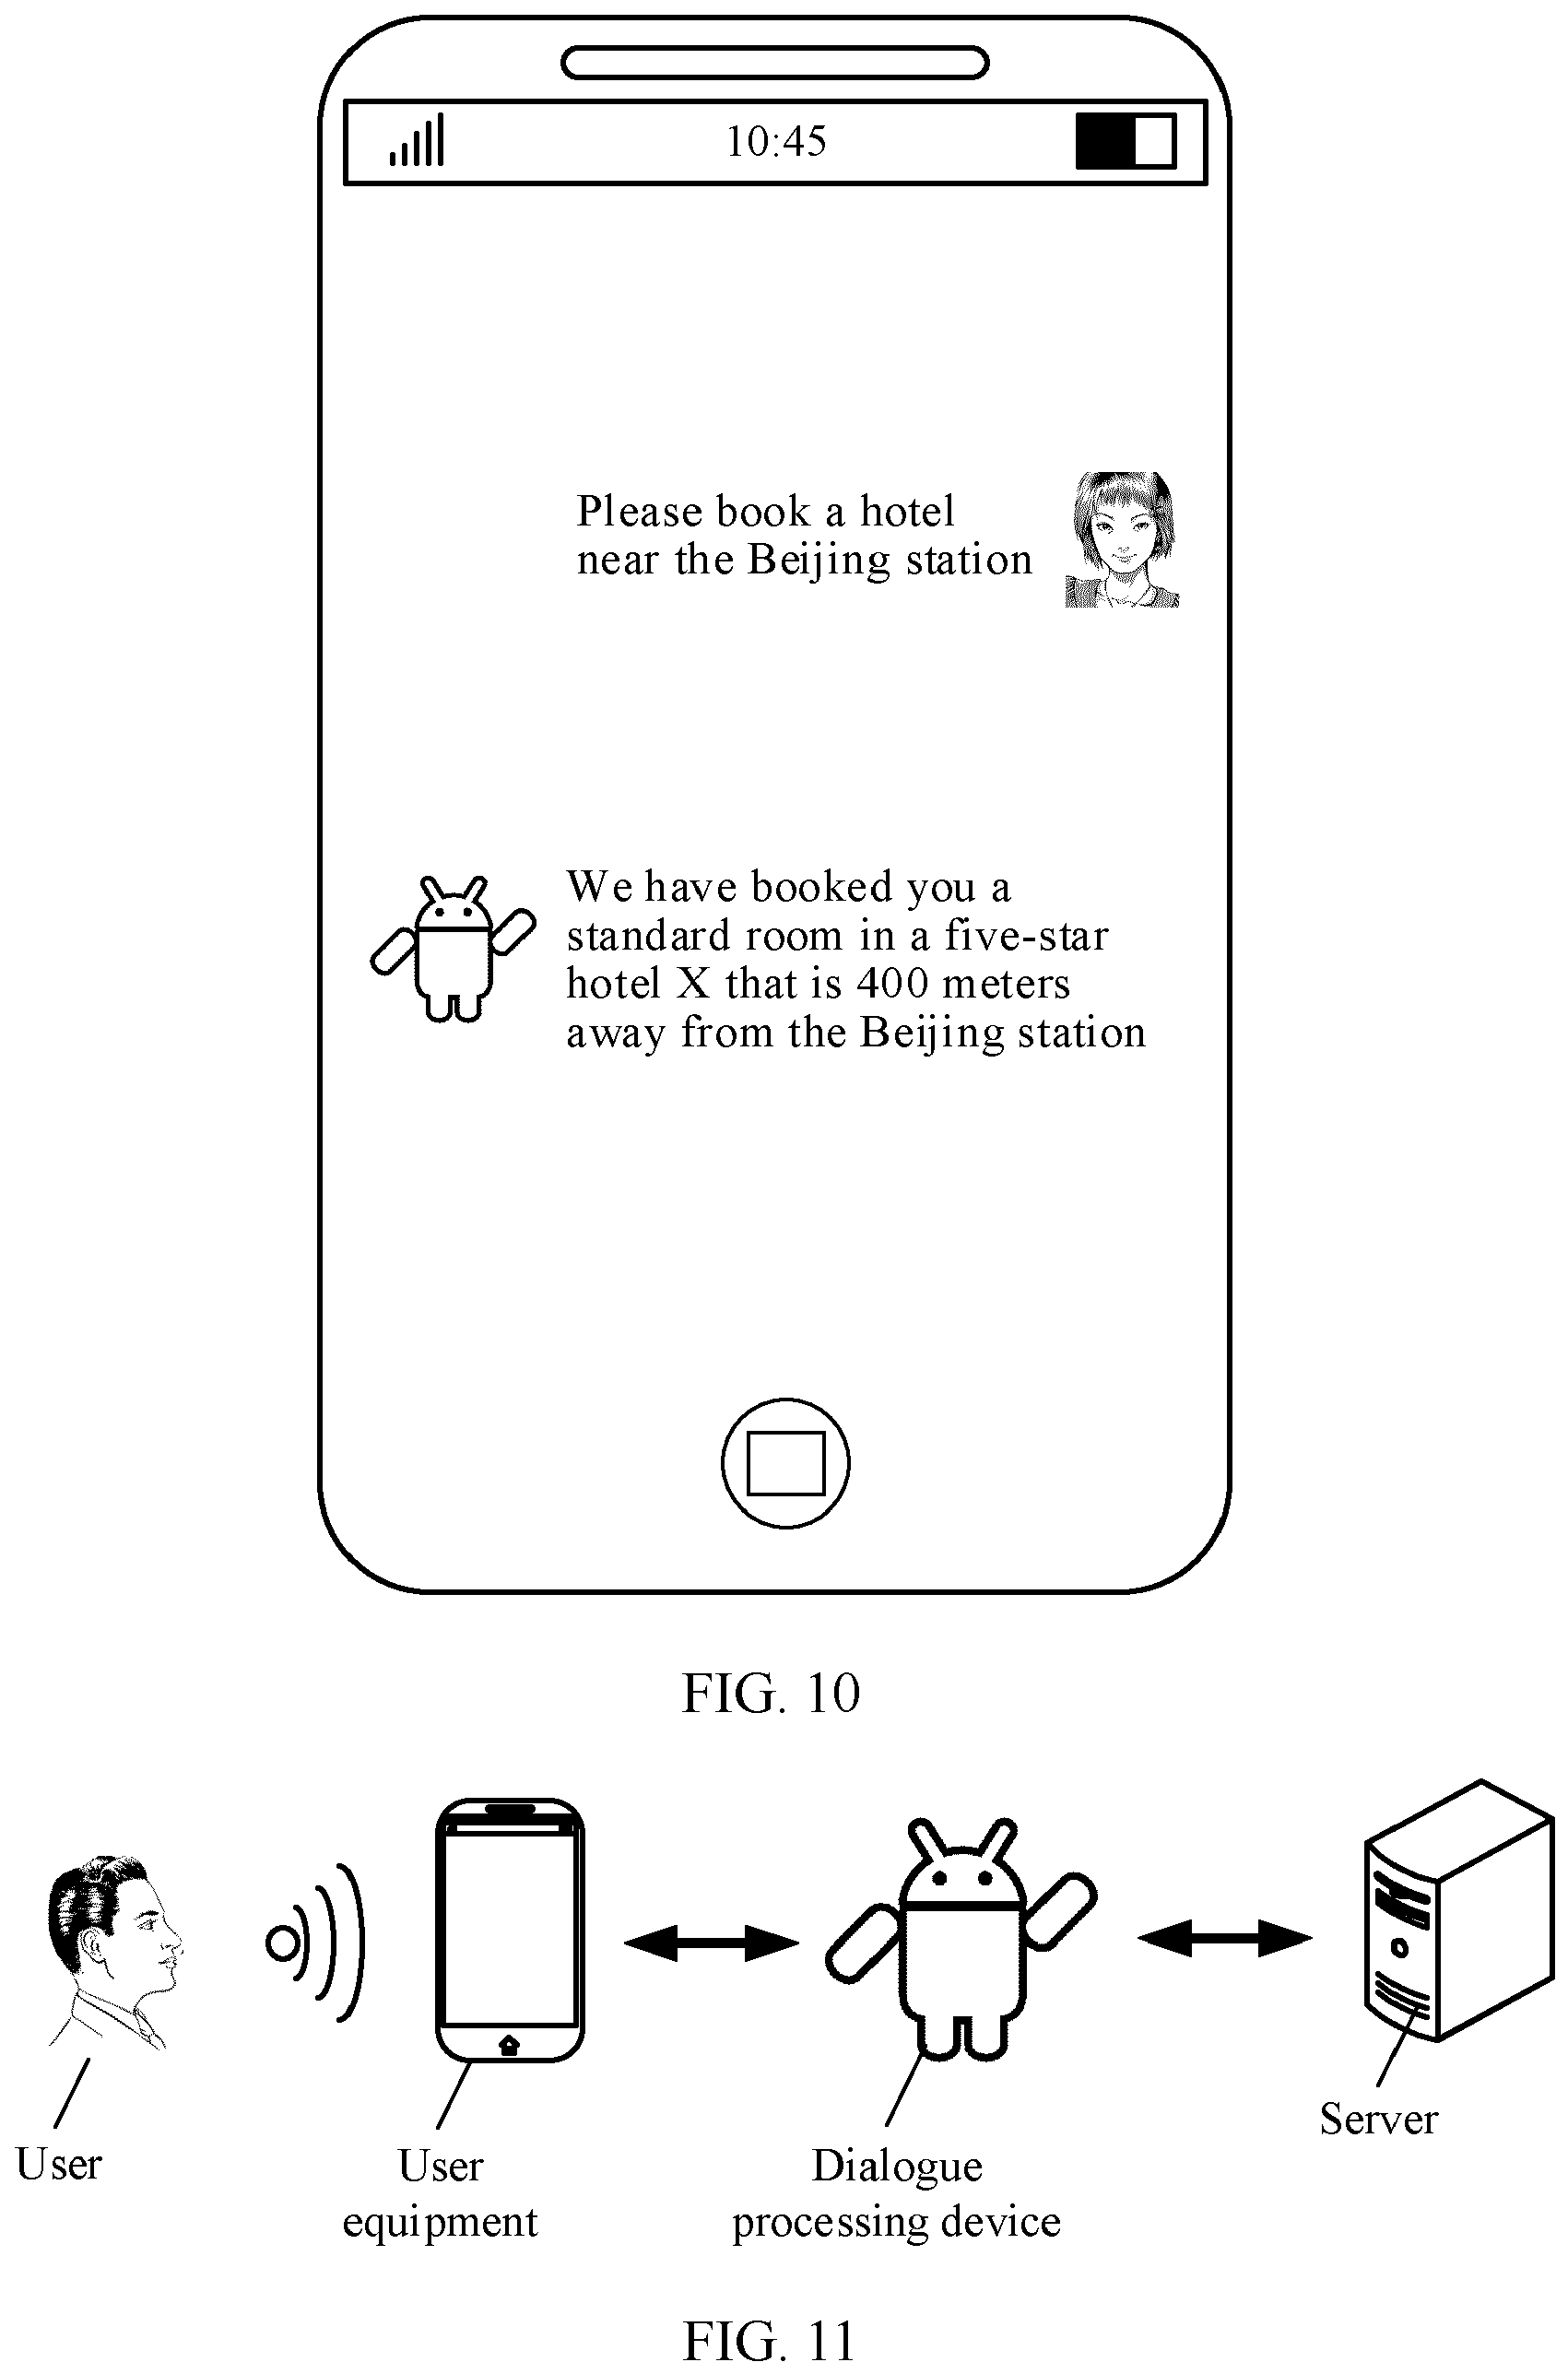 10:45
Please book a hotel
near the Beijing station
We have booked you a
standard room in a five-star
hotel X that is 400 meters
away from the Beijing station
FIG. 10
User
User
equipment
Dialogue
processing device
Server
FIG. 11